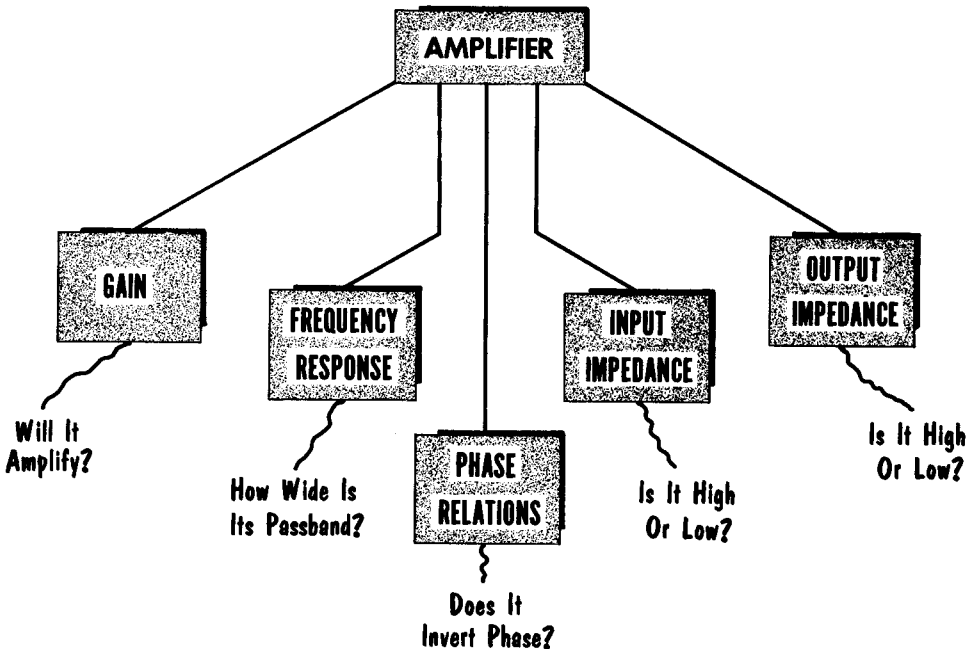 AMPLIFIER
GAIN
Will It
Amplify?
FREQUENCY
RESPONSE
How Wide Is
Its Passband?
PHASE
RELATIONS
Does It
Invert Phase?
INPUT
IMPEDANCE
Is It High
Or Low?
OUTPUT
IMPEDANCE
Is It High
Or Low?